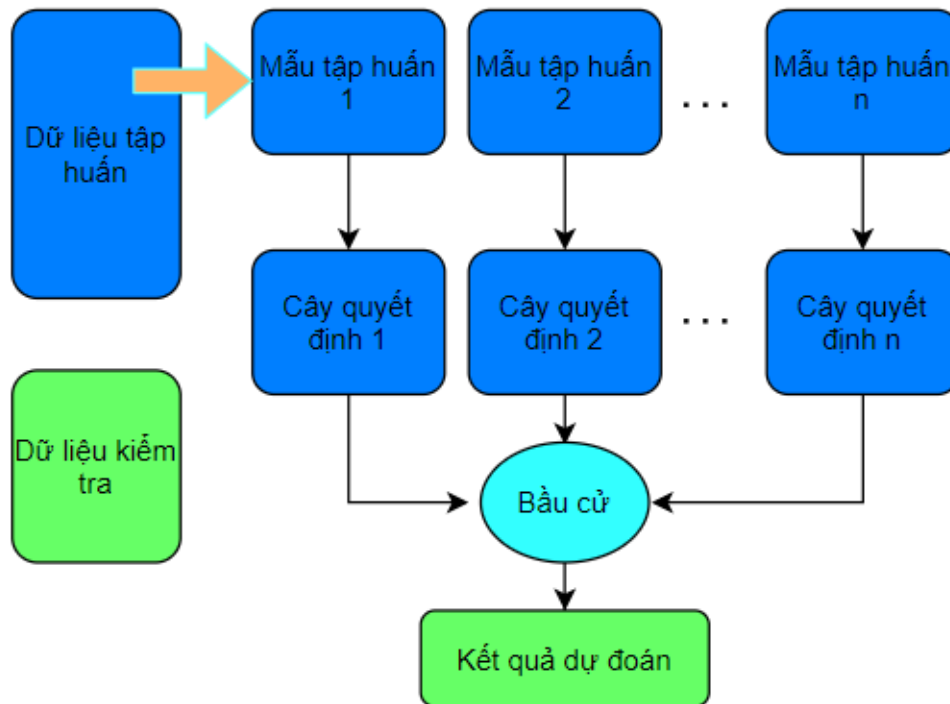 Dữ liệu tập
huấn
Mẫu tập huấn
1
Mẫu tập huấn
2
. . .
Mẫu tập huấn
n
Cây quyết
định 1
Cây quyết
định 2
. . .
Cây quyết
định n
Dữ liệu kiểm
tra
Bầu cử
Kết quả dự đoán